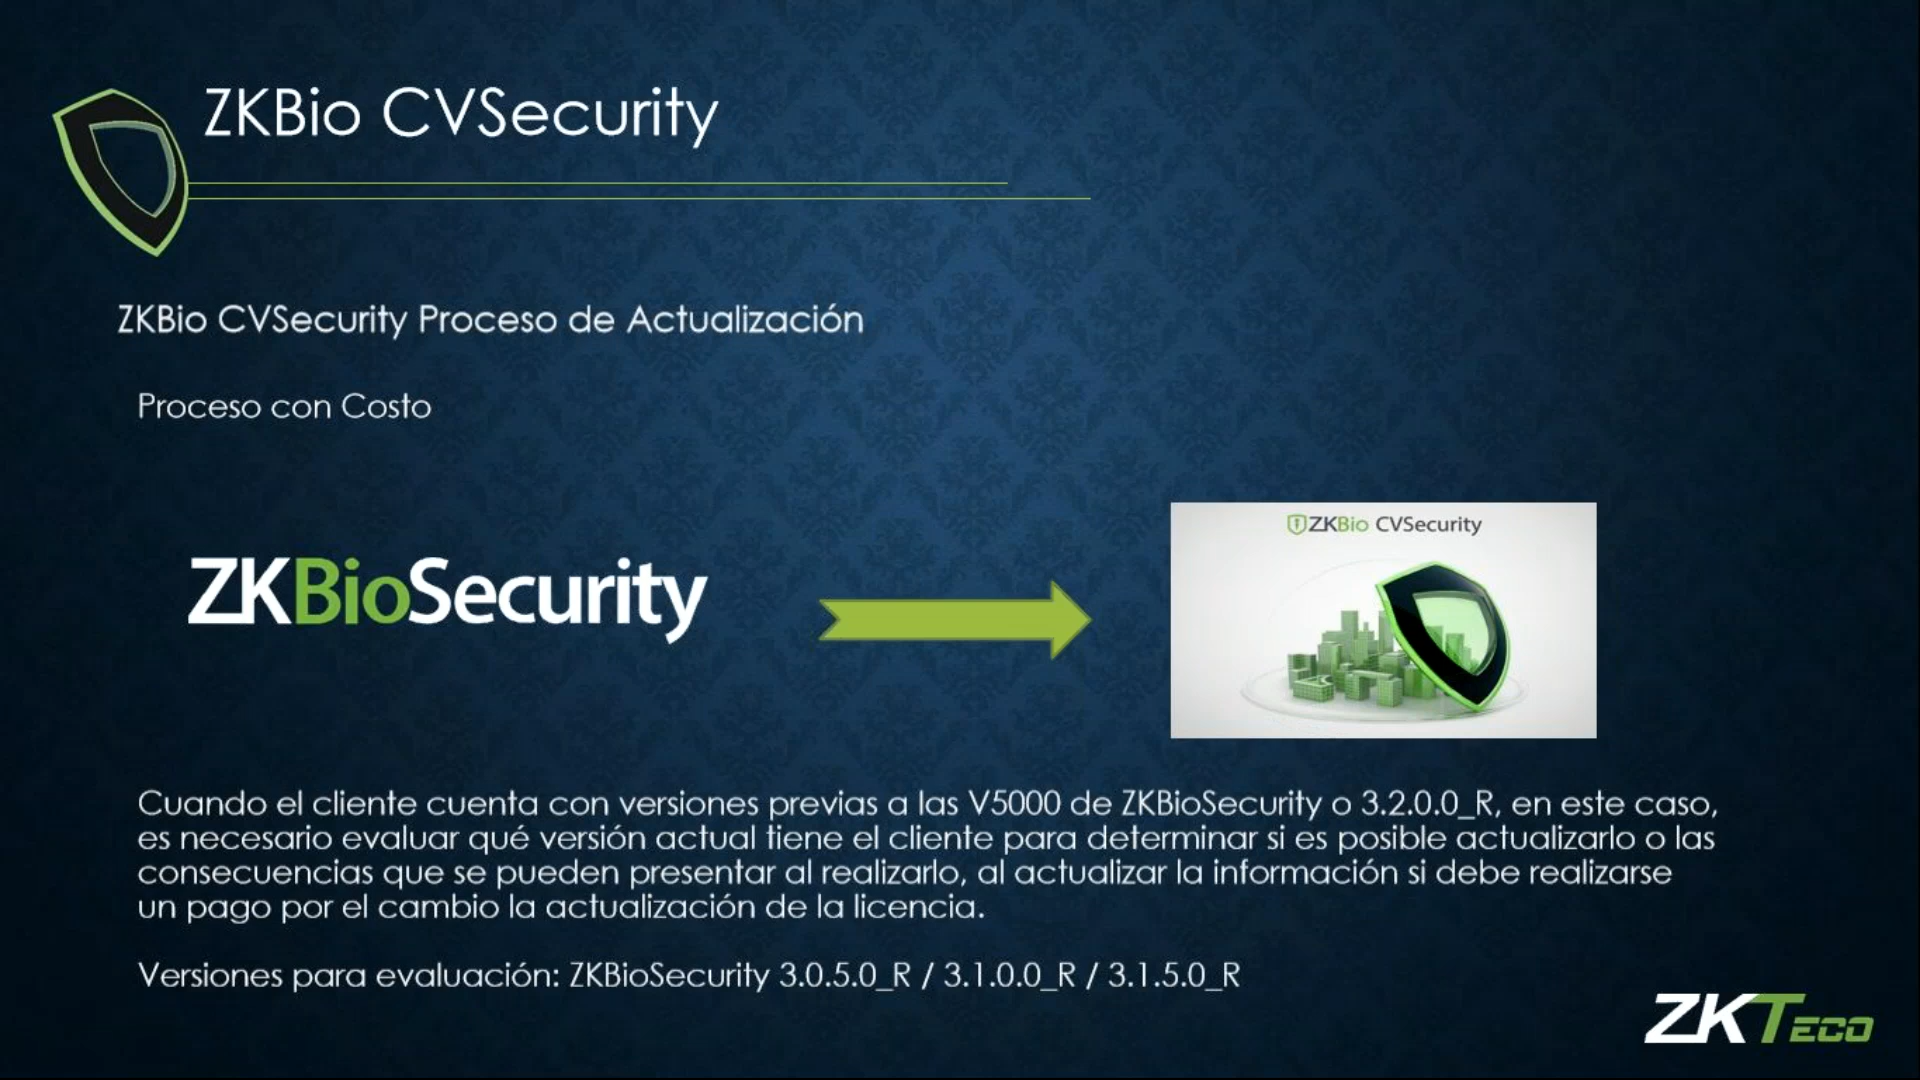 ZKBio CVSecurity
ZKBio CVSecurity Proceso de Actualización
Proceso con Costo
ZKBioSecurity
ZKBio CVSecurity
Cuando el cliente cuenta con versiones previas a las V5000 de ZKBioSecurity o 3.2.0.0_R, en este caso,
es necesario evaluar qué versión actual tiene el cliente para determinar si es posible actualizarlo o las
consecuencias que se pueden presentar al realizarlo, al actualizar la información si debe realizarse
un pago por el cambio la actualización de la licencia.
Versiones para evaluación: ZKBioSecurity 3.0.5.0_R / 3.1.0.0_R / 3.1.5.0_R
ZKTECO